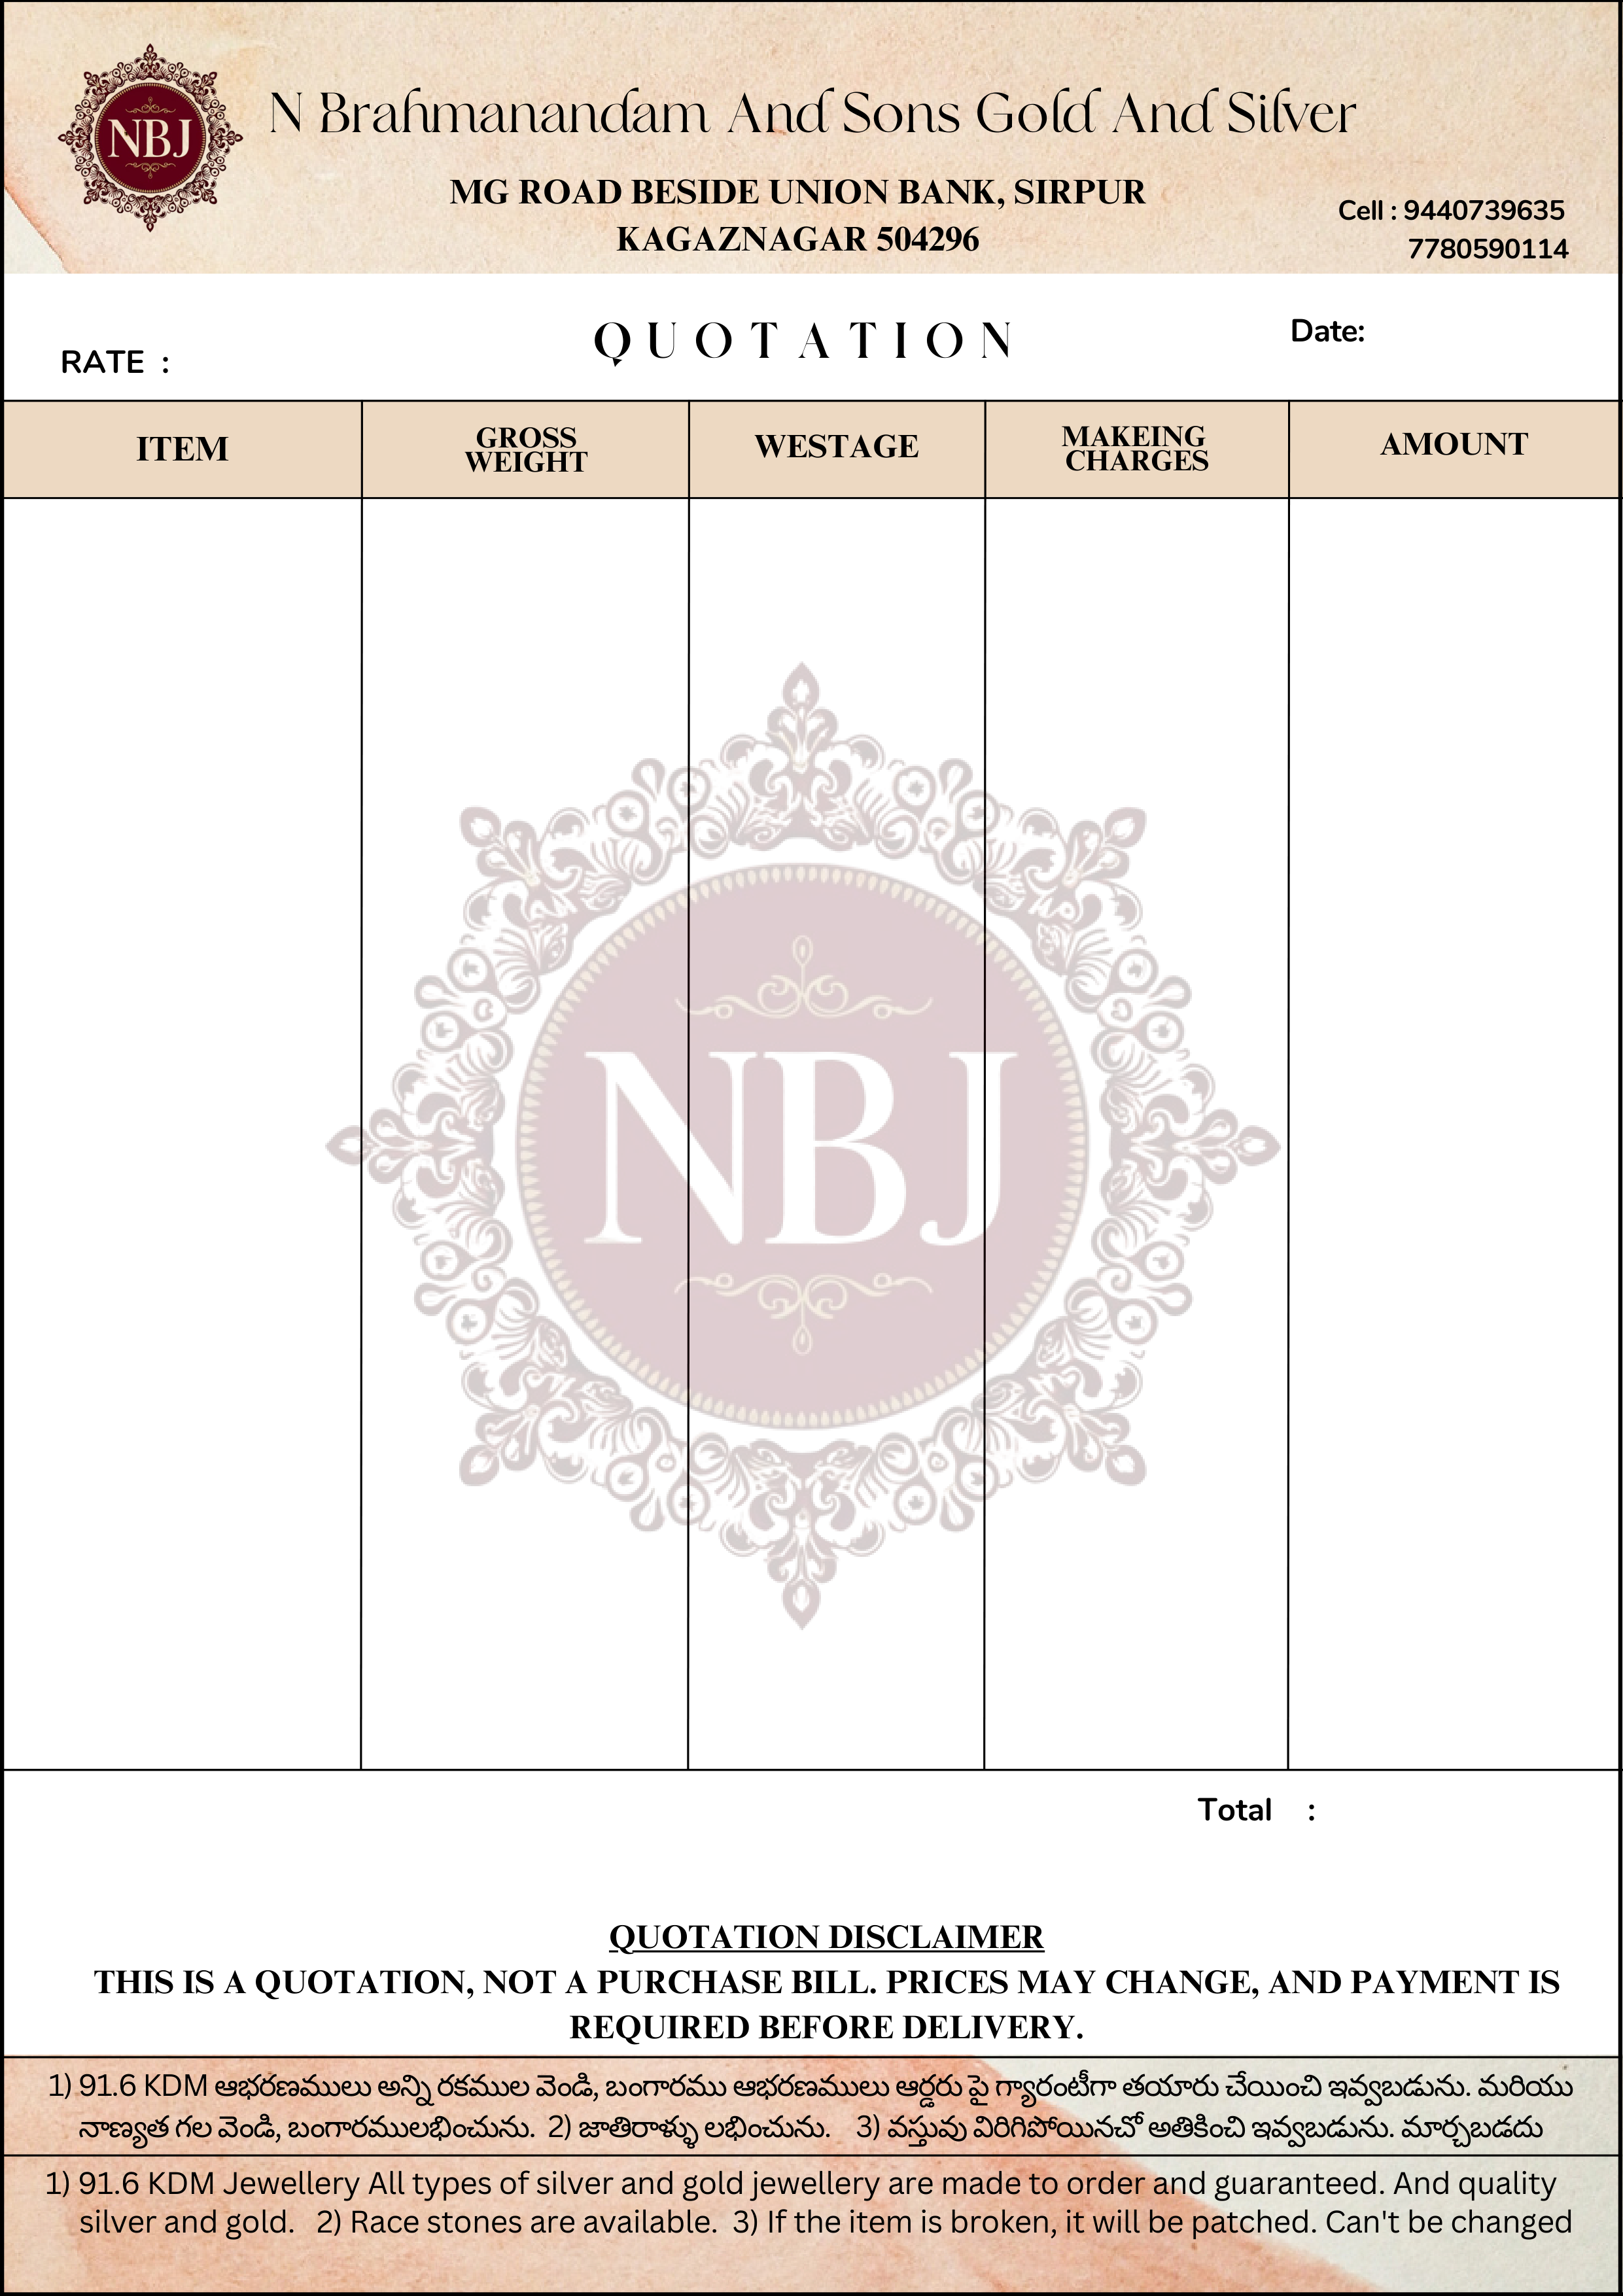 NBJ
N Brahmanandam And Sons Gold And Silver
MG ROAD BESIDE UNION BANK, SIRPUR
KAGAZNAGAR 504296
Cell : 9440739635
7780590114
QUOTATION
Date:
RATE :
ITEM
GROSS
WEIGHT
WESTAGE
MAKEING
CHARGES
AMOUNT
NBJ
Total :
QUOTATION DISCLAIMER
THIS IS A QUOTATION, NOT A PURCHASE BILL. PRICES MAY CHANGE, AND PAYMENT IS
REQUIRED BEFORE DELIVERY.
1) 91.6 KDM ఆభరణములు అన్ని రకముల వెండి, బంగారము ఆభరణములు ఆర్డరు పై గ్యారంటీగా తయారు చేయించి ఇవ్వబడును. మరియు
నాణ్యత గల వెండి, బంగారములభించును. 2) జాతిరాళ్ళు లభించును. 3) వస్తువు విరిగిపోయినచో అతికించి ఇవ్వబడును. మార్చబడదు
1) 91.6 KDM Jewellery All types of silver and gold jewellery are made to order and guaranteed. And quality
silver and gold. 2) Race stones are available. 3) If the item is broken, it will be patched. Can't be changed